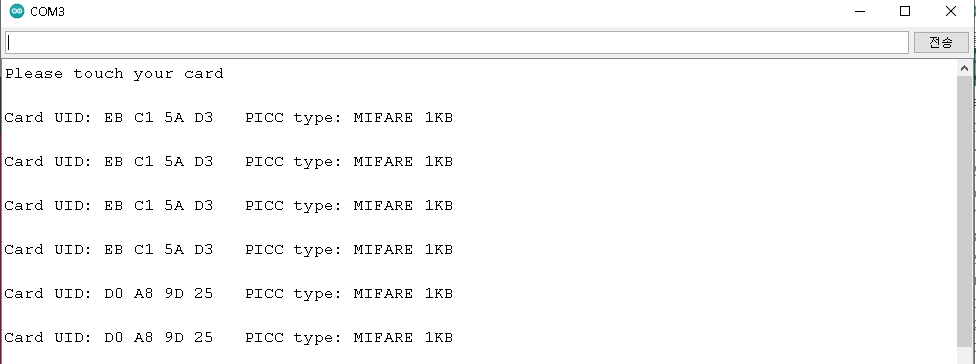 COM3
전송
Please touch your card
Card UID: EB C1 5A D3   PICC type: MIFARE 1KB
Card UID: EB C1 5A D3   PICC type: MIFARE 1KB
Card UID: EB C1 5A D3   PICC type: MIFARE 1KB
Card UID: EB C1 5A D3   PICC type: MIFARE 1KB
Card UID: D0 A8 9D 25   PICC type: MIFARE 1KB
Card UID: D0 A8 9D 25   PICC type: MIFARE 1KB